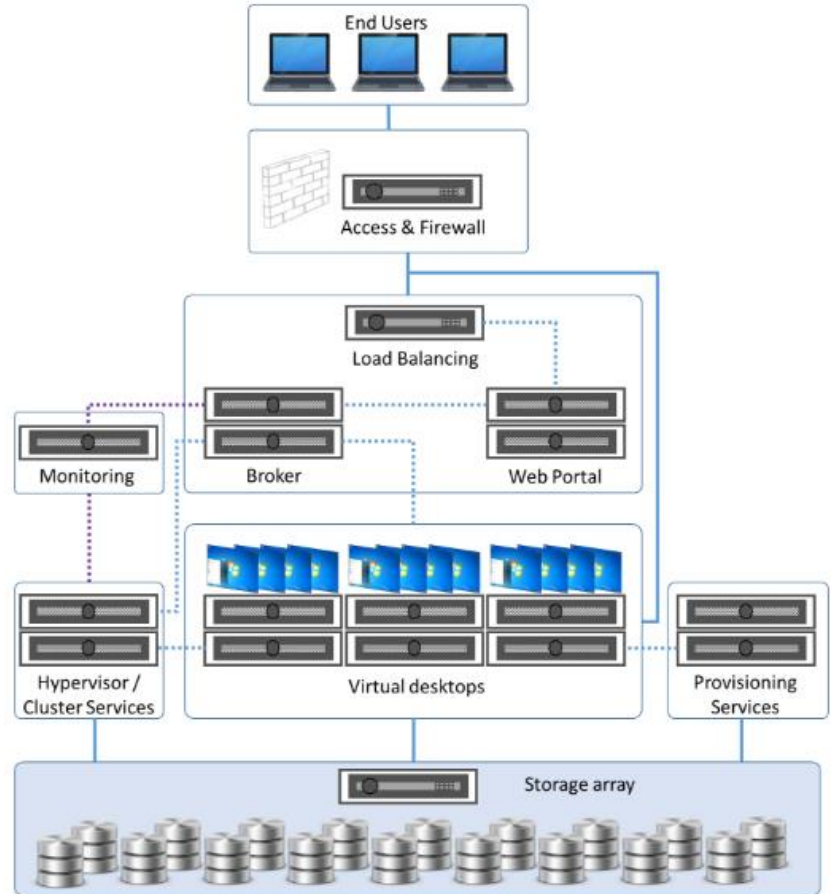 End Users
Access & Firewall
Load Balancing
Monitoring
Broker
Web Portal
Hypervisor /
Cluster Services
Virtual desktops
Provisioning
Services
Storage array